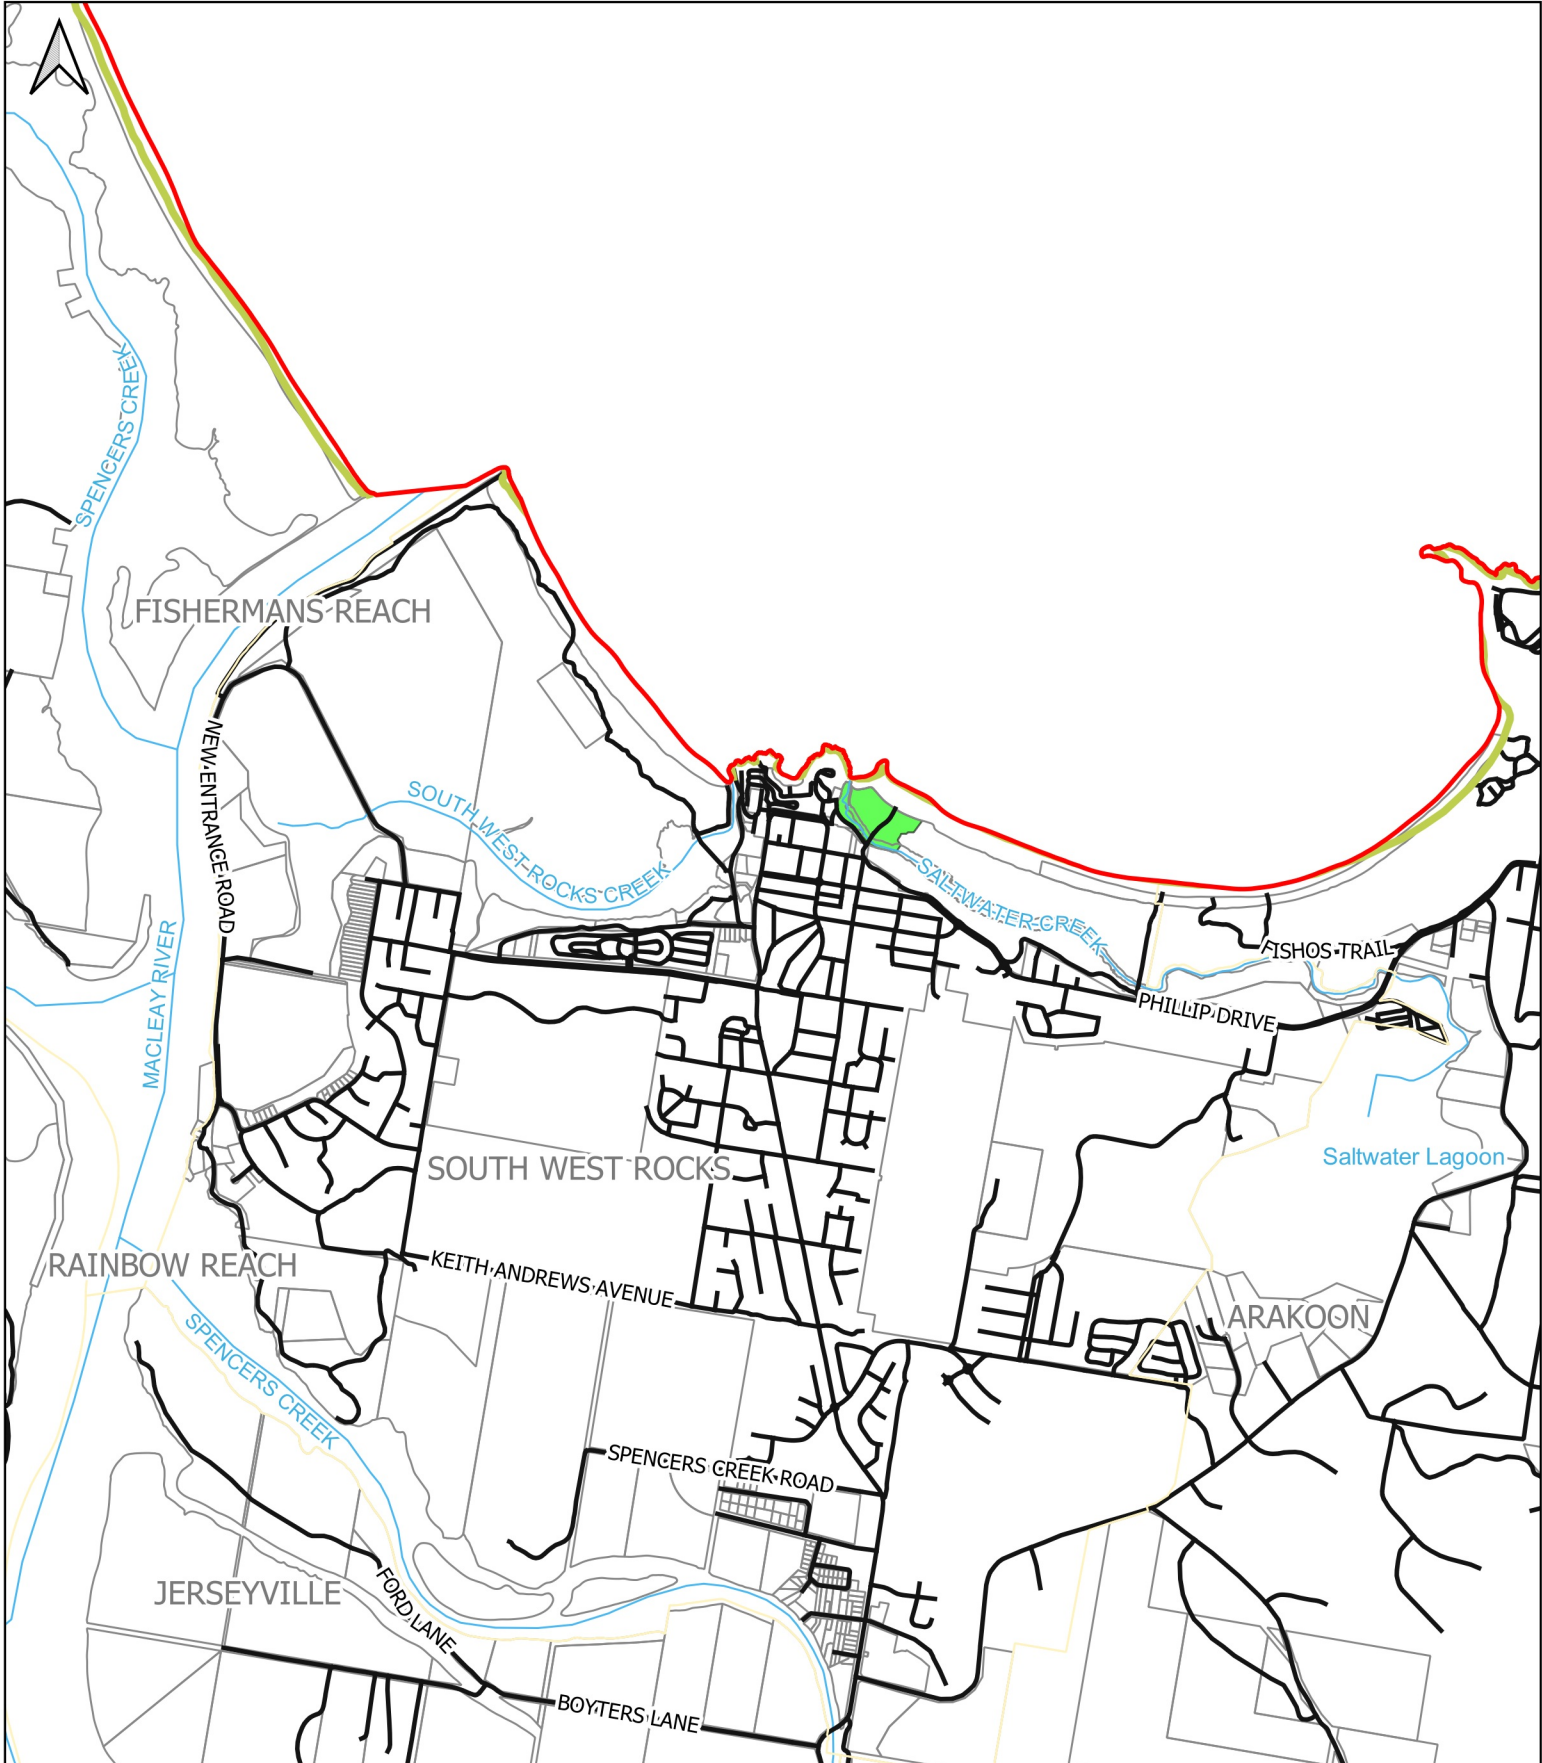 SPENCERS CREEK
FISHERMANS REACH
NEW ENTRANCE ROAD
SOUTH WEST ROCKS CREEK
SALTWATER CREEK
FISHOS TRAIL
MACLEAY RIVER
PHILLIP DRIVE
Saltwater Lagoon
SOUTH WEST ROCKS
RAINBOW REACH
KEITH ANDREWS AVENUE
ARAKOON
SPENCERS CREEK
SPENCERS CREEK ROAD
JERSEYVILLE
FORD LANE
BOYTERS LANE